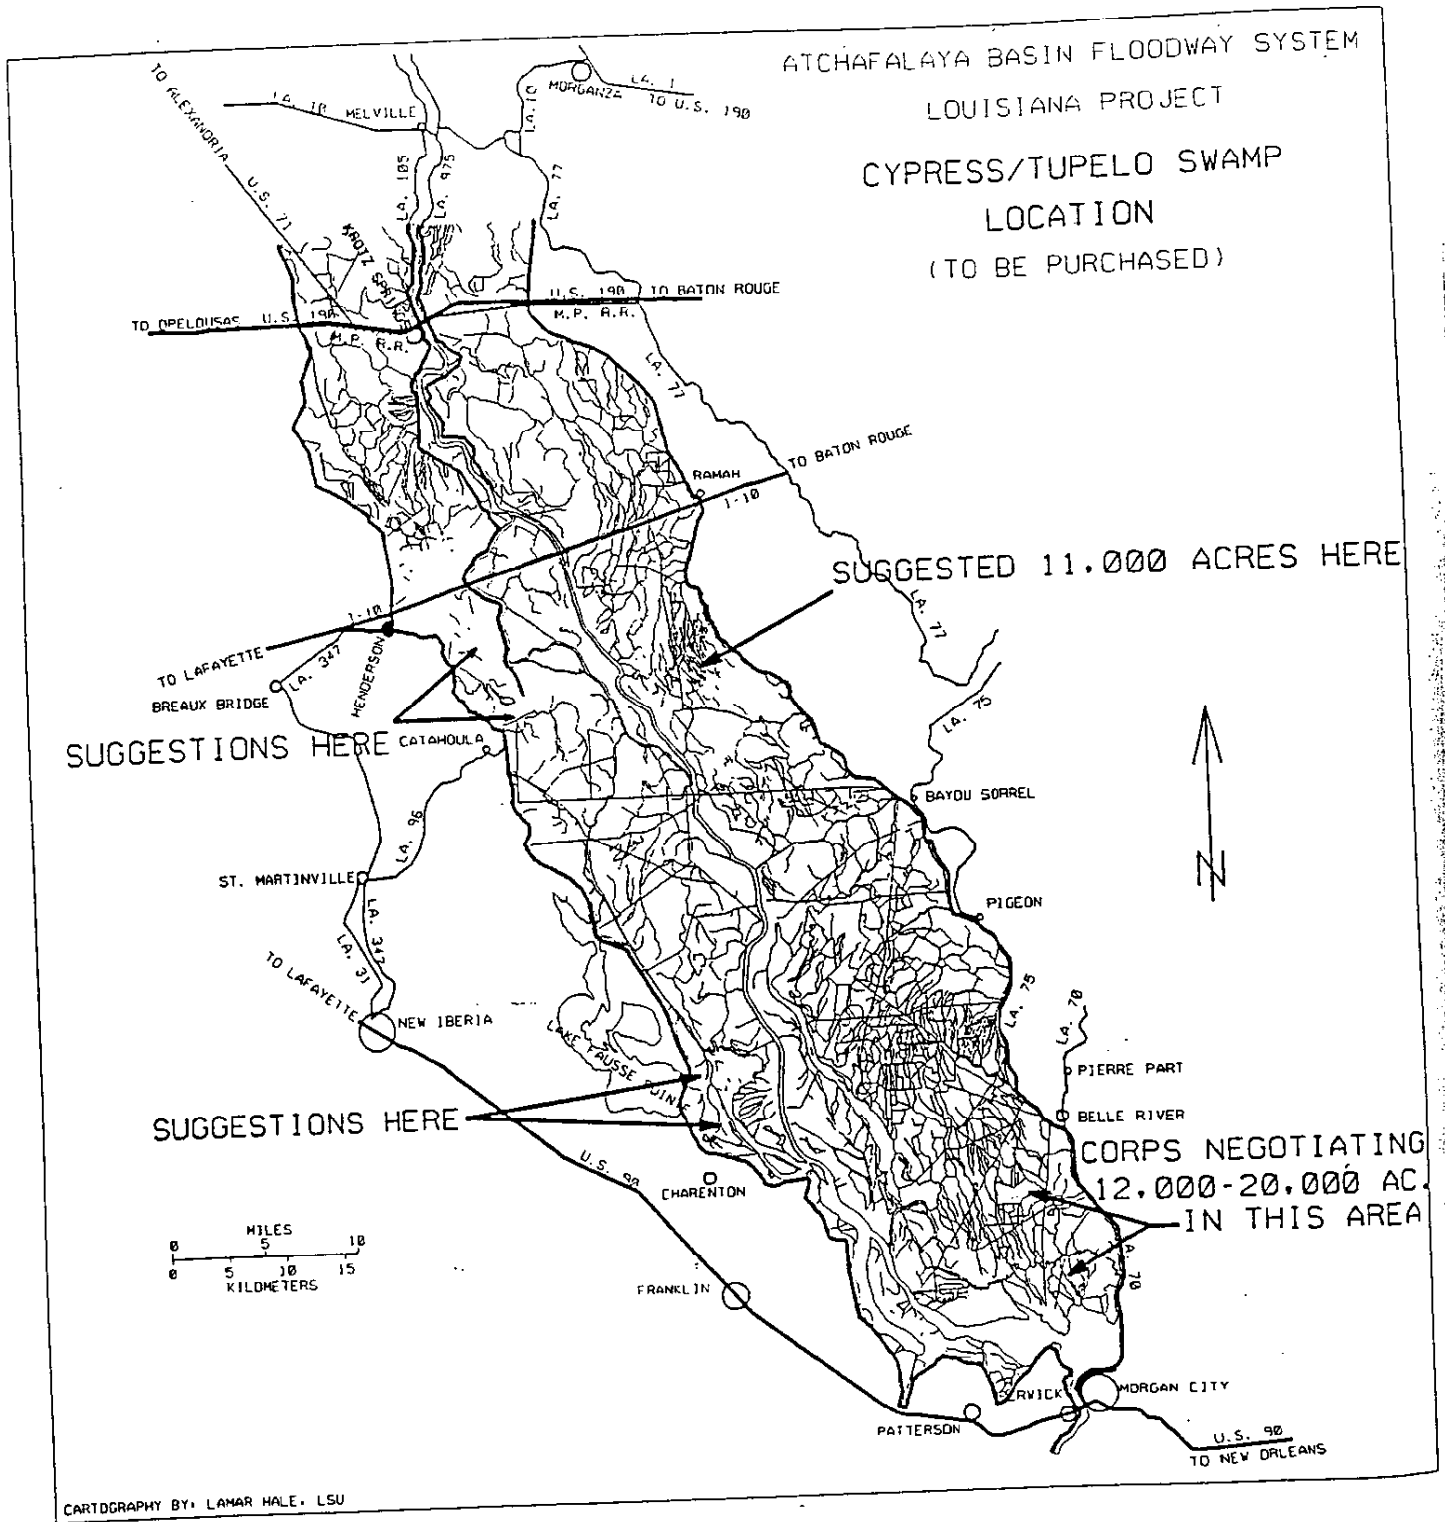 ATCHAFALAYA BASIN FLOODWAY SYSTEM
LOUISIANA PROJECT
CYPRESS/TUPELO SWAMP
LOCATION
(TO BE PURCHASED)
TO ALEXANDRIA
U.S. 71
LA. 10
MELVILLE
MORGANZA
LA. 1
TO U.S. 190
LA. 10
LA. 77
LA. 105
LA. 975
KROTZ
TO OPELOUSAS
U.S. 190
M.P. R.R.
U.S. 190
TO BATON ROUGE
M.P. R.R.
LA. 77
TO BATON ROUGE
RAMAH
I-10
SUGGESTED 11,000 ACRES HERE
LA. 77
I-10
TO LAFAYETTE
HENDERSON
LA. 347
BREAUX BRIDGE
SUGGESTIONS HERE
CATAHOULA
LA. 75
BAYOU SORREL
LA. 96
ST. MARTINVILLE
LA. 347
LA. 31
PIGEON
TO LAFAYETTE
NEW IBERIA
LA. 75
LA. 70
LAKE FAUSSE POINTE
PIERRE PART
BELLE RIVER
SUGGESTIONS HERE
CORPS NEGOTIATING
12,000-20,000 AC.
IN THIS AREA
U.S. 90
CHARENTON
N
MILES
0 5 10
0 5 10 15
KILOMETERS
FRANKLIN
70
MORGAN CITY
PATTERSON
U.S. 90
TO NEW ORLEANS
CARTOGRAPHY BY: LAMAR HALE, LSU